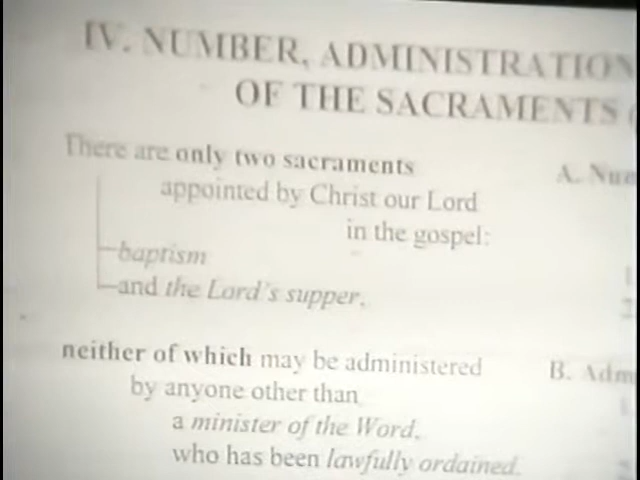 IV. NUMBER, ADMINISTRATION
OF THE SACRAMENTS
There are only two sacraments
appointed by Christ our Lord
in the gospel:
baptism
and the Lord's supper,
neither of which may be administered
by anyone other than
a minister of the Word,
who has been lawfully ordained.
A.
B.